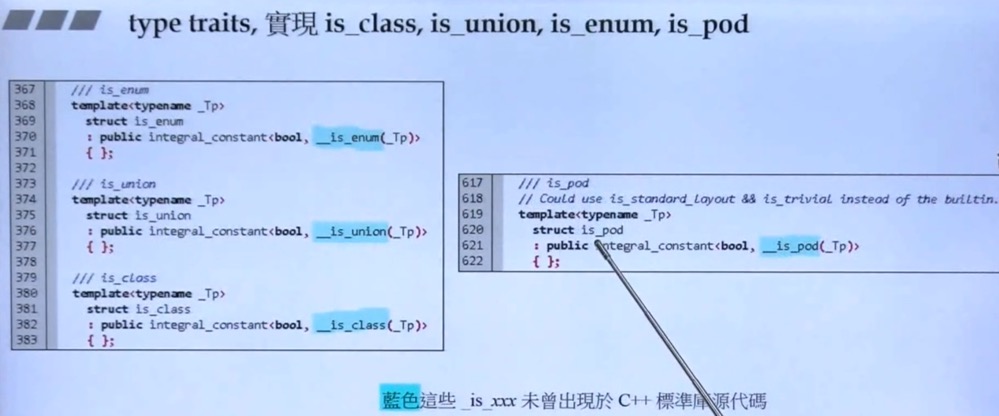 type traits, 實現 is_class, is_union, is_enum, is_pod
367 /// is_enum
368 template<typename _Tp>
369 struct is_enum
370 : public integral_constant<bool, __is_enum(_Tp)>
371 { };
372
373 /// is_union
374 template<typename _Tp>
375 struct is_union
376 : public integral_constant<bool, __is_union(_Tp)>
377 { };
378
379 /// is_class
380 template<typename _Tp>
381 struct is_class
382 : public integral_constant<bool, __is_class(_Tp)>
383 { };
617 /// is_pod
618 // Could use is_standard_layout && is_trivial instead of the builtin.
619 template<typename _Tp>
620 struct is_pod
621 : public integral_constant<bool, __is_pod(_Tp)>
622 { };
藍色這些 _is_xxx 未曾出現於 C++ 標準庫源代碼